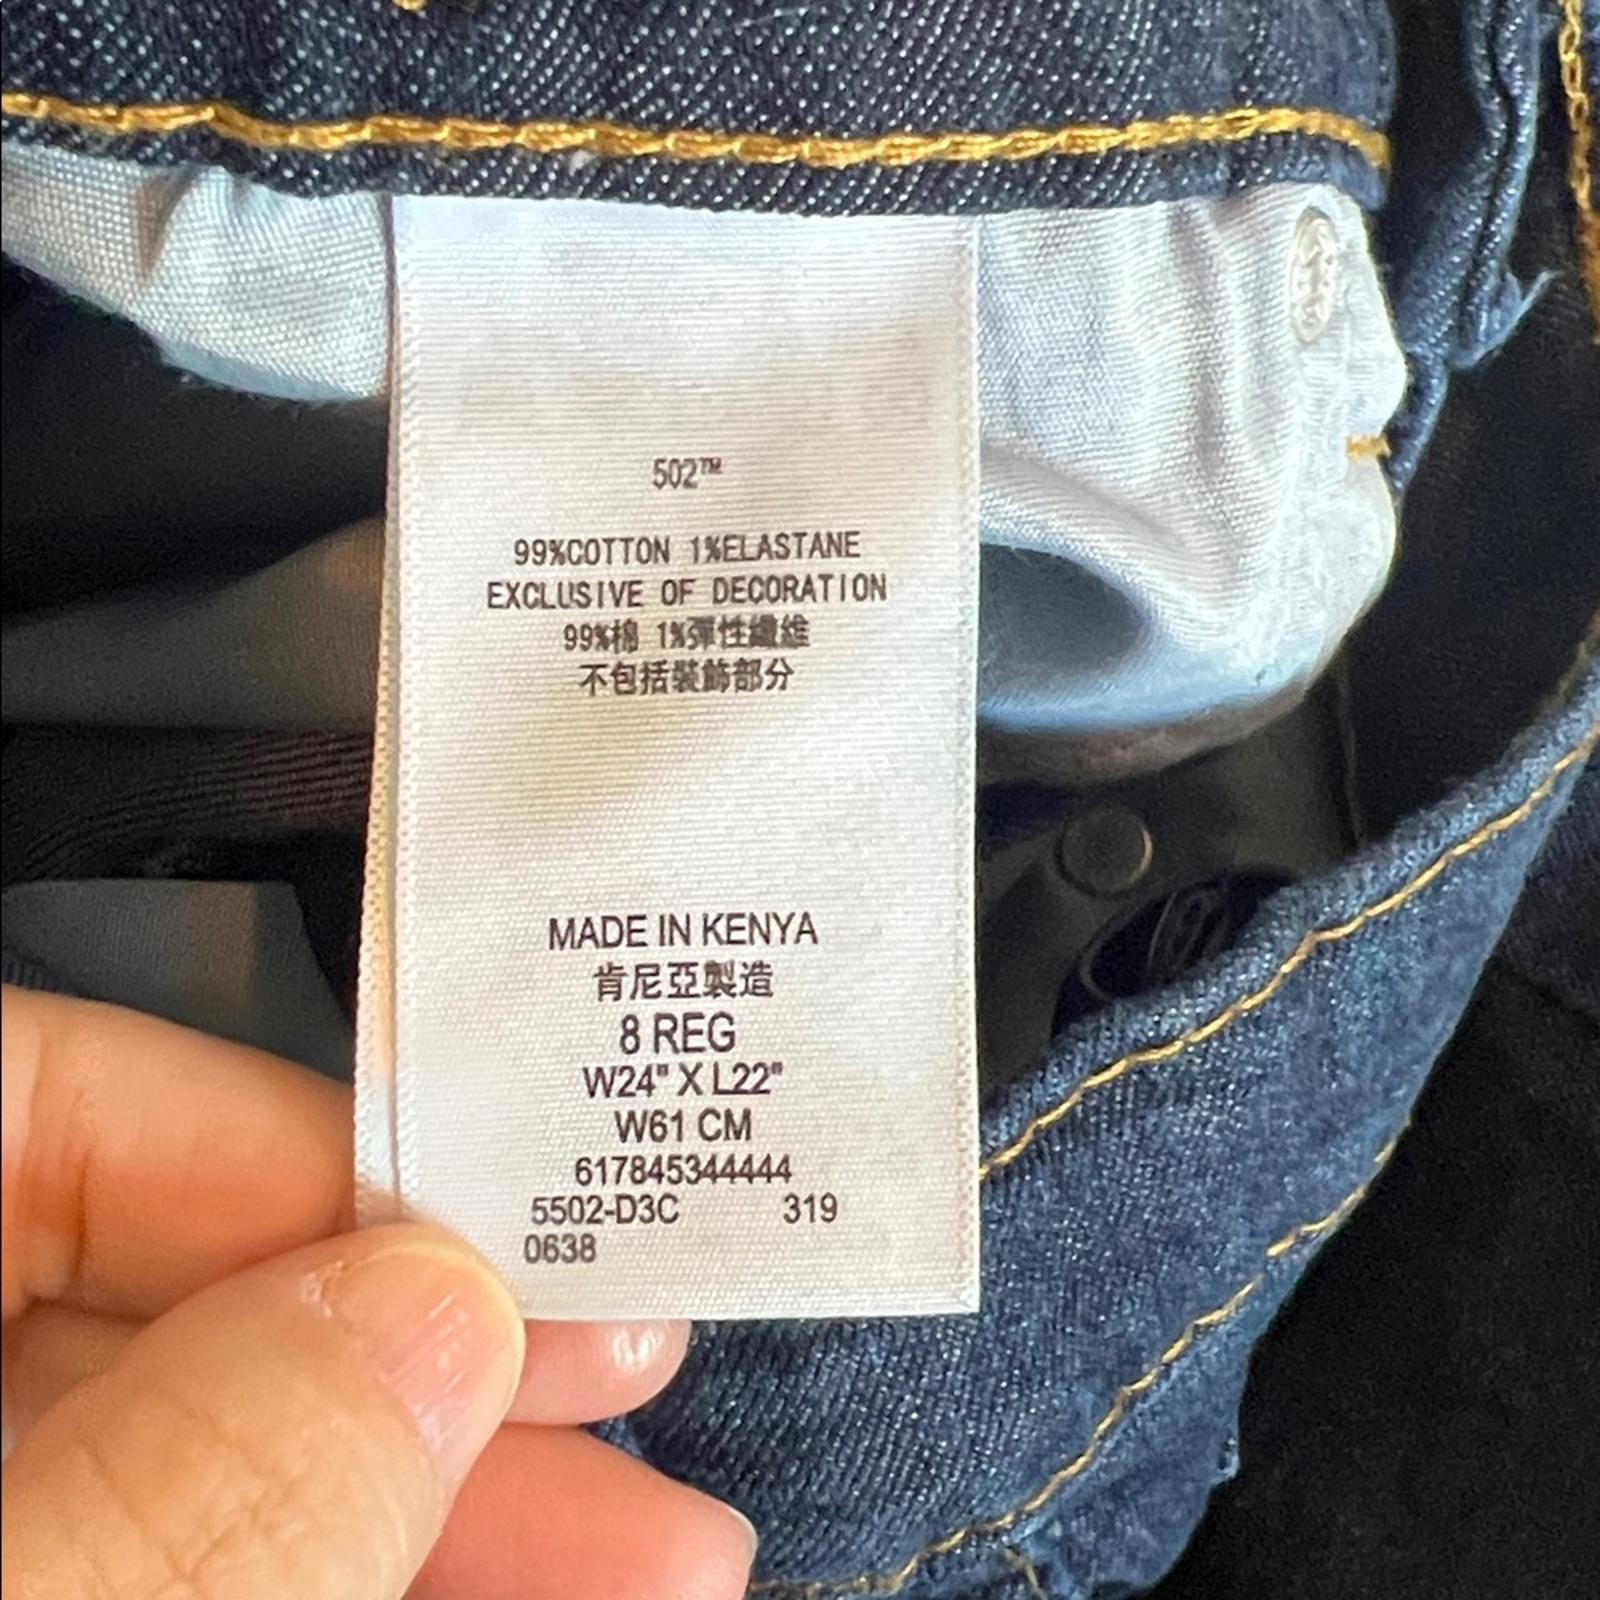 502™
99%COTTON 1%ELASTANE
EXCLUSIVE OF DECORATION
99%棉 1%彈性纖維
不包括裝飾部分
MADE IN KENYA
肯尼亞製造
8 REG
W24" X L22"
W61 CM
617845344444
5502-D3C 319
0638